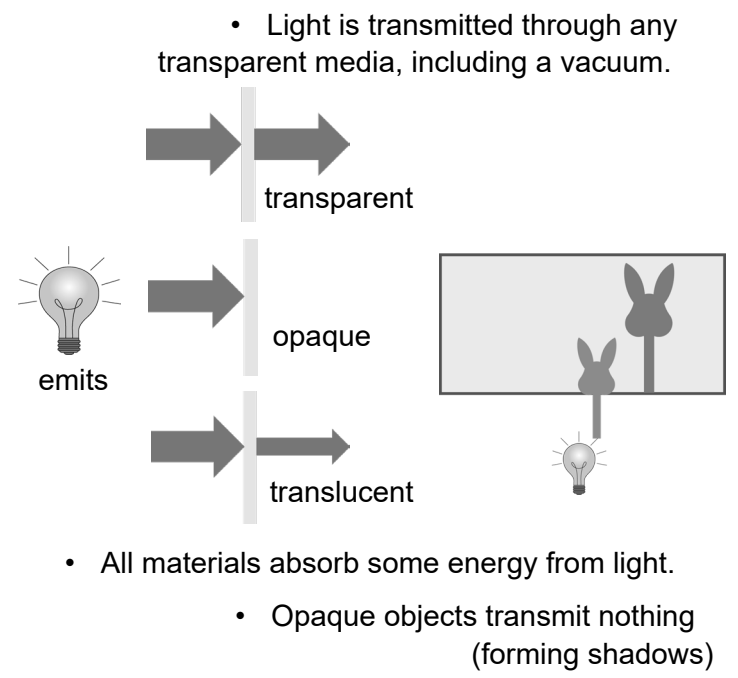 • Light is transmitted through any
transparent media, including a vacuum.
transparent
opaque
emits
translucent
• All materials absorb some energy from light.
• Opaque objects transmit nothing
(forming shadows)